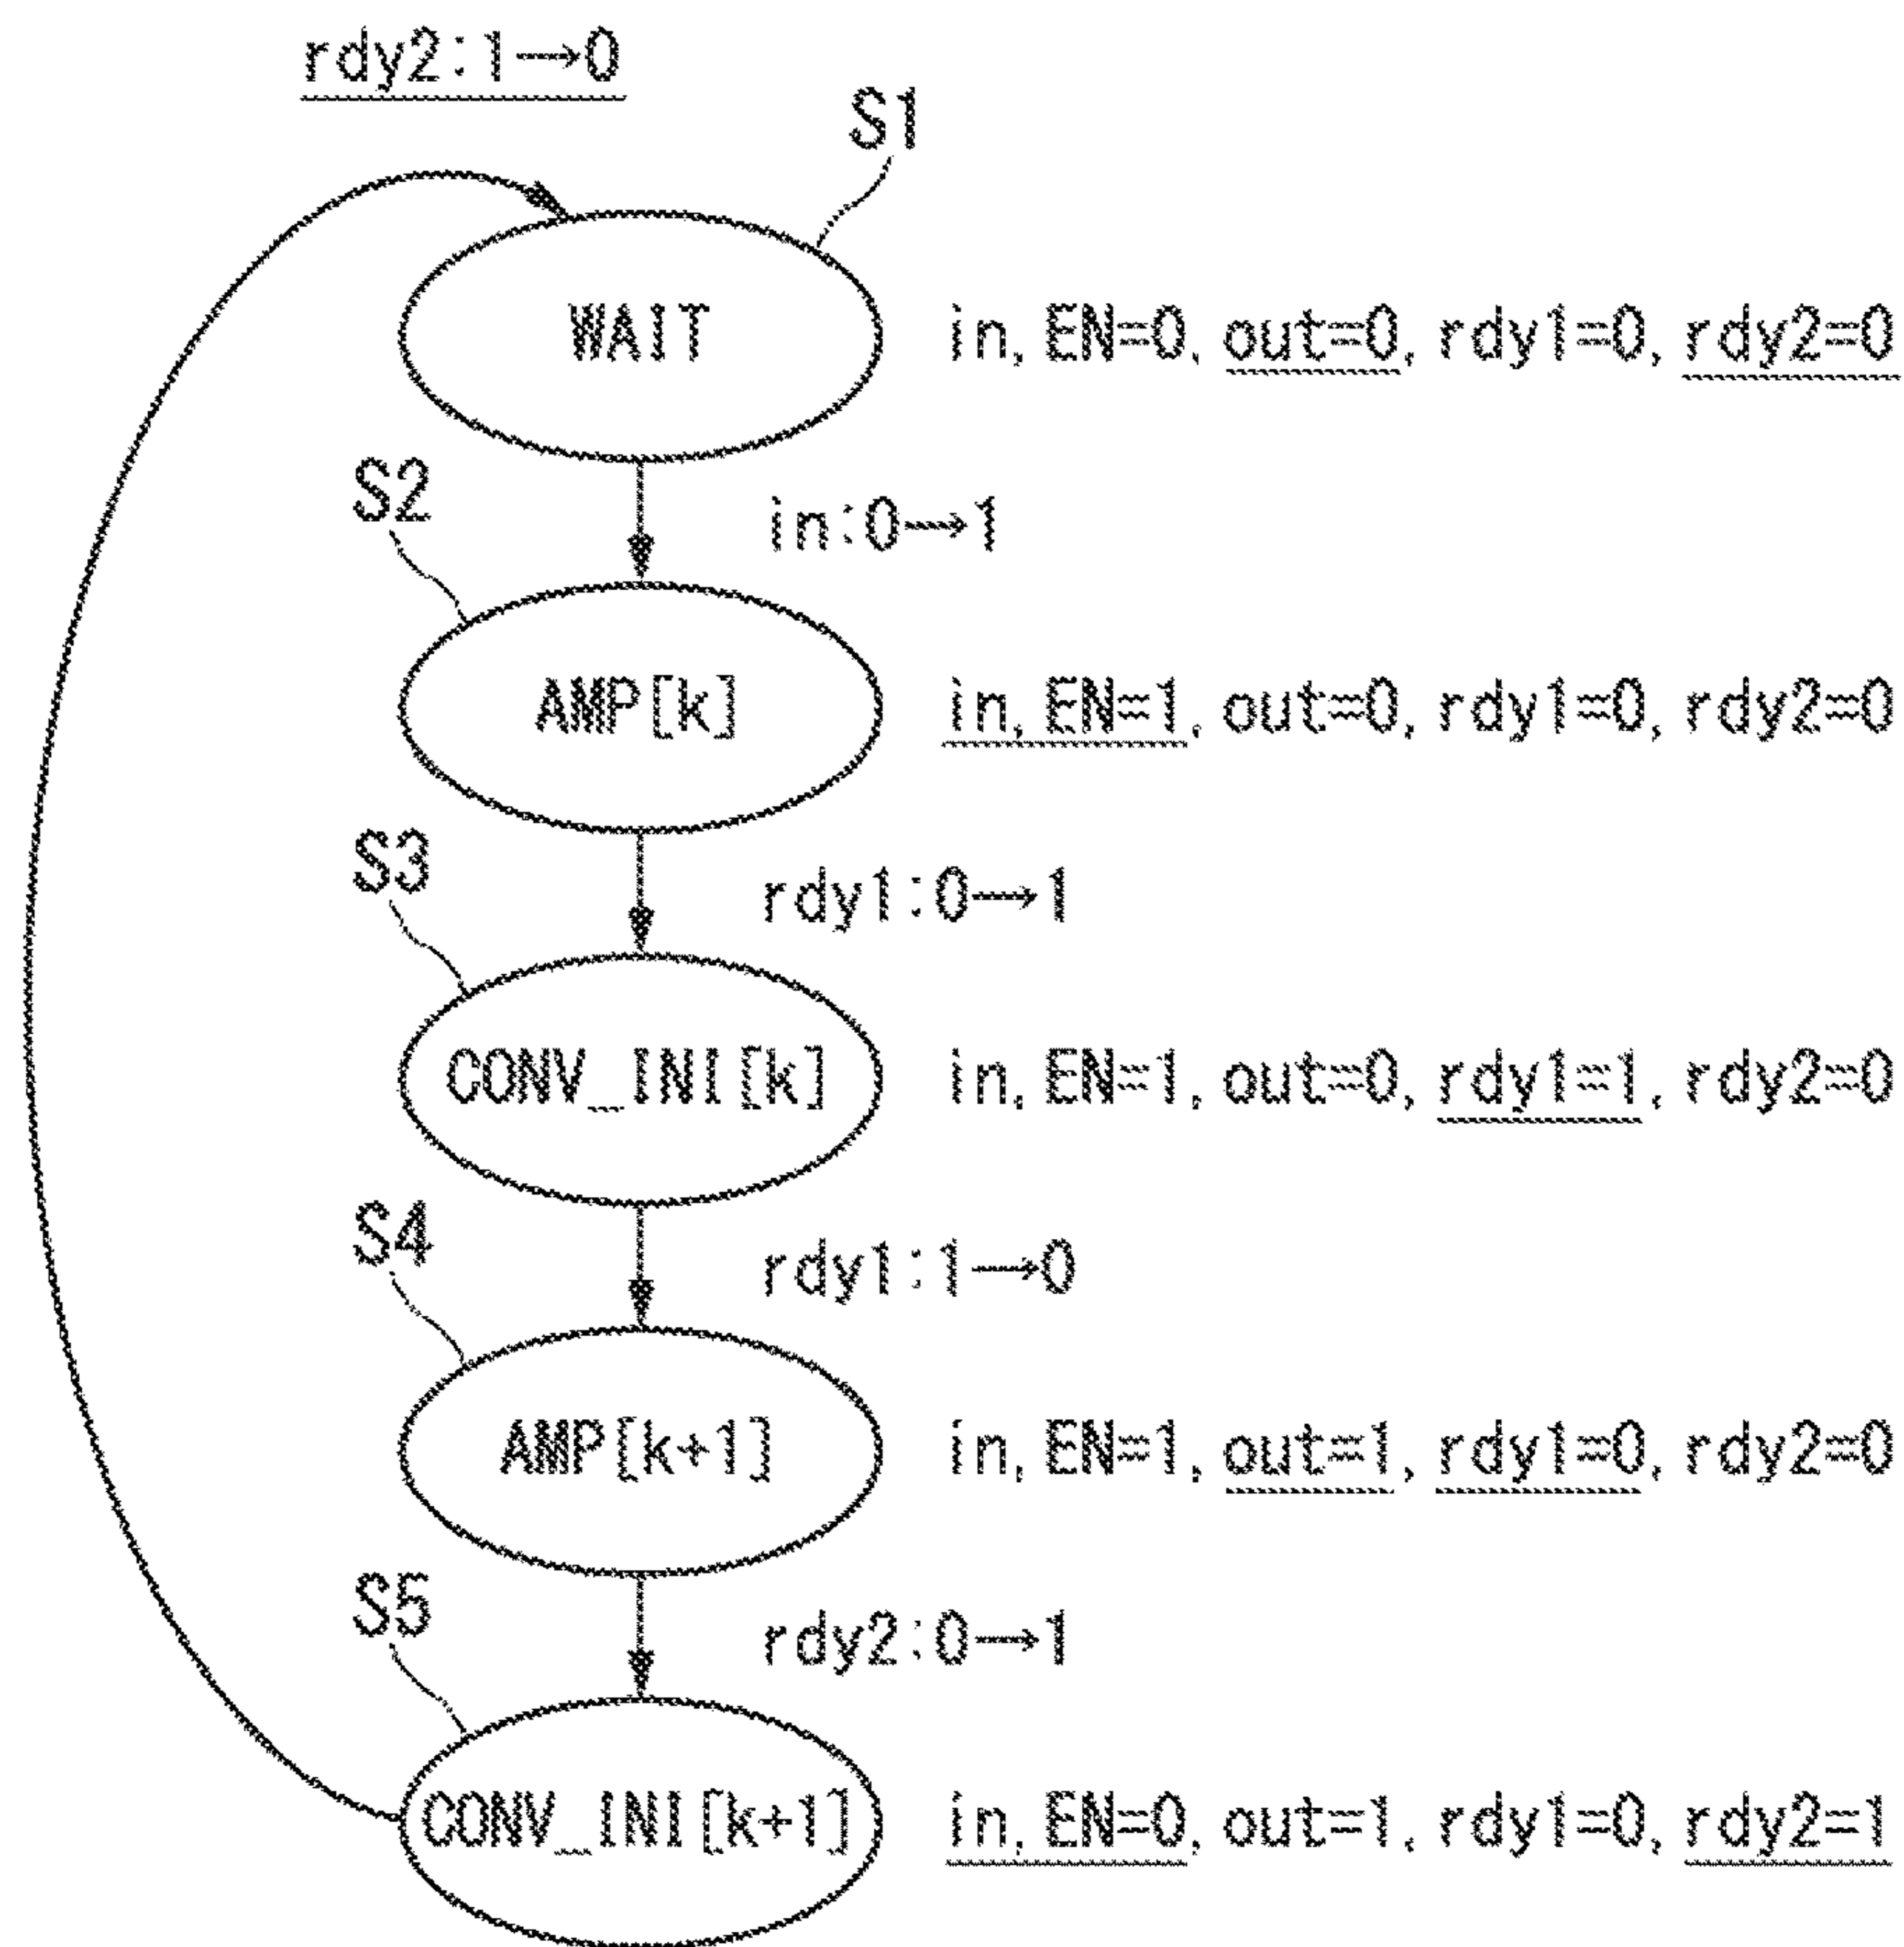 rdy2:1→0
S1
WAIT
in, EN=0, out=0, rdy1=0, rdy2=0
in:0→1
S2
AMP[k]
in, EN=1, out=0, rdy1=0, rdy2=0
rdy1:0→1
S3
CONV_INI[k]
in, EN=1, out=0, rdy1=1, rdy2=0
rdy1:1→0
S4
AMP[k+1]
in, EN=1, out=1, rdy1=0, rdy2=0
rdy2:0→1
S5
CONV_INI[k+1]
in, EN=0, out=1, rdy1=0, rdy2=1